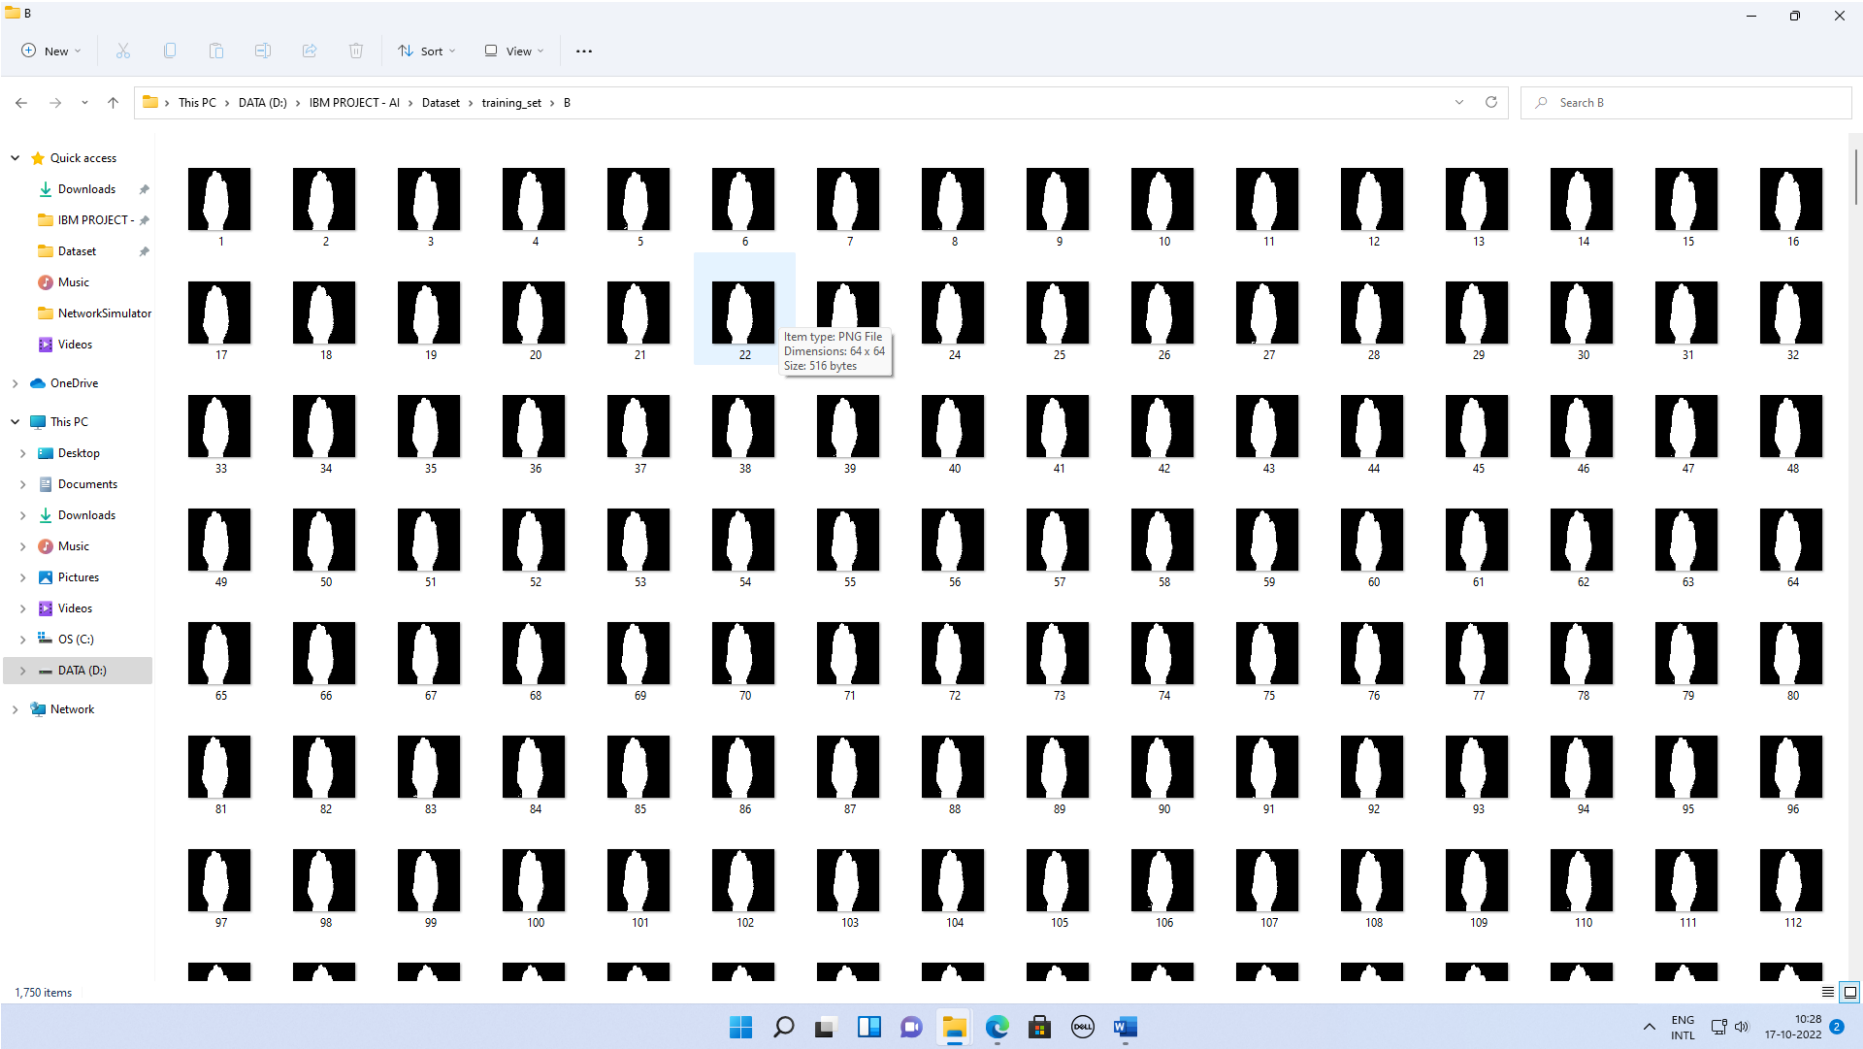 B
New
Sort
View
This PC > DATA (D:) > IBM PROJECT - AI > Dataset > training_set > B
Search B
Quick access
Downloads
IBM PROJECT -
Dataset
Music
NetworkSimulator
Videos
OneDrive
This PC
Desktop
Documents
Downloads
Music
Pictures
Videos
OS (C:)
DATA (D:)
Network
1 2 3 4 5 6 7 8 9 10 11 12 13 14 15 16
17 18 19 20 21 22 24 25 26 27 28 29 30 31 32
Item type: PNG File
Dimensions: 64 x 64
Size: 516 bytes
33 34 35 36 37 38 39 40 41 42 43 44 45 46 47 48
49 50 51 52 53 54 55 56 57 58 59 60 61 62 63 64
65 66 67 68 69 70 71 72 73 74 75 76 77 78 79 80
81 82 83 84 85 86 87 88 89 90 91 92 93 94 95 96
97 98 99 100 101 102 103 104 105 106 107 108 109 110 111 112
1,750 items
DELL
W
ENG
INTL
10:28
17-10-2022
2